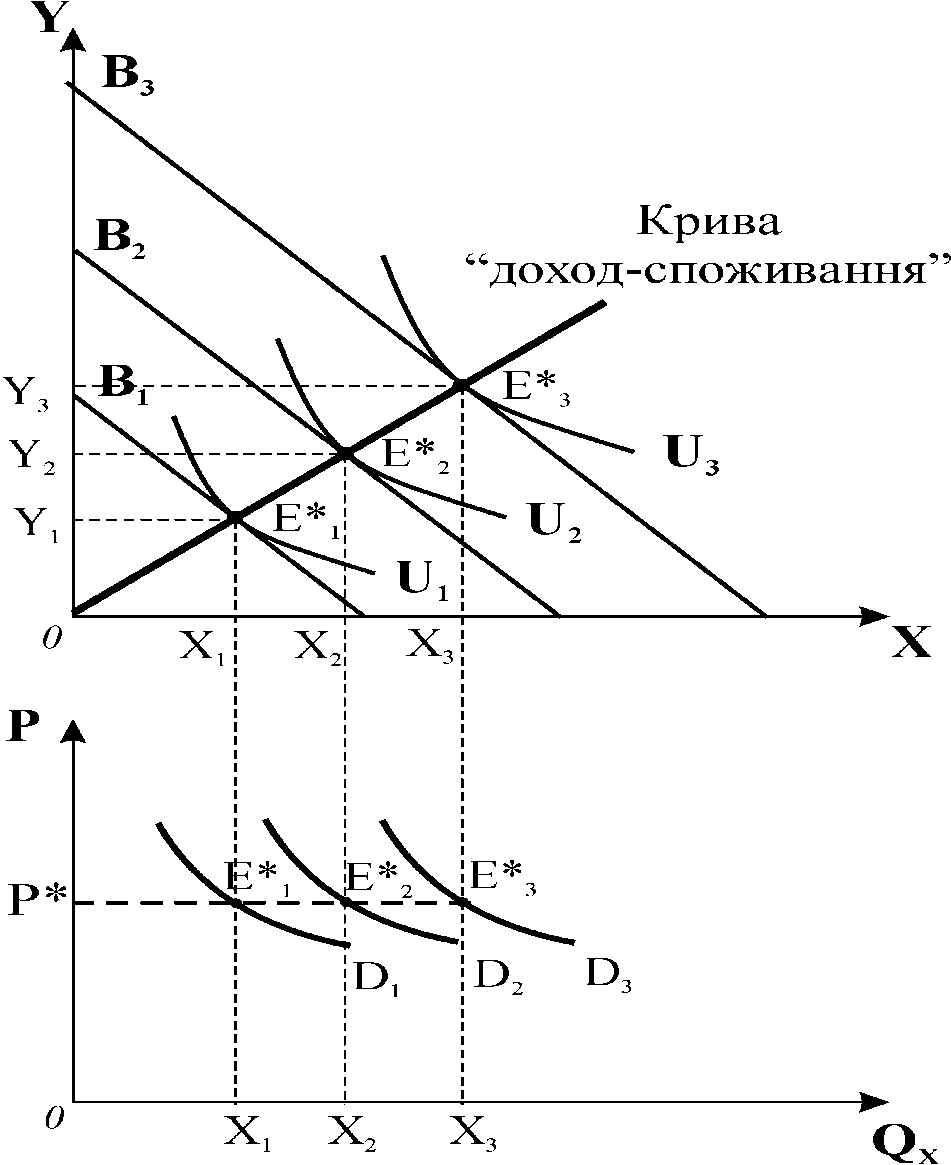 Y
B₃
Крива
“доход-споживання”
B₂
Y₃
B₁
E*₃
Y₂
E*₂
U₃
Y₁
E*₁
U₂
U₁
0
X₁
X₂
X₃
X
P
P*
E*₁
E*₂
E*₃
D₁
D₂
D₃
0
X₁
X₂
X₃
Qₓ